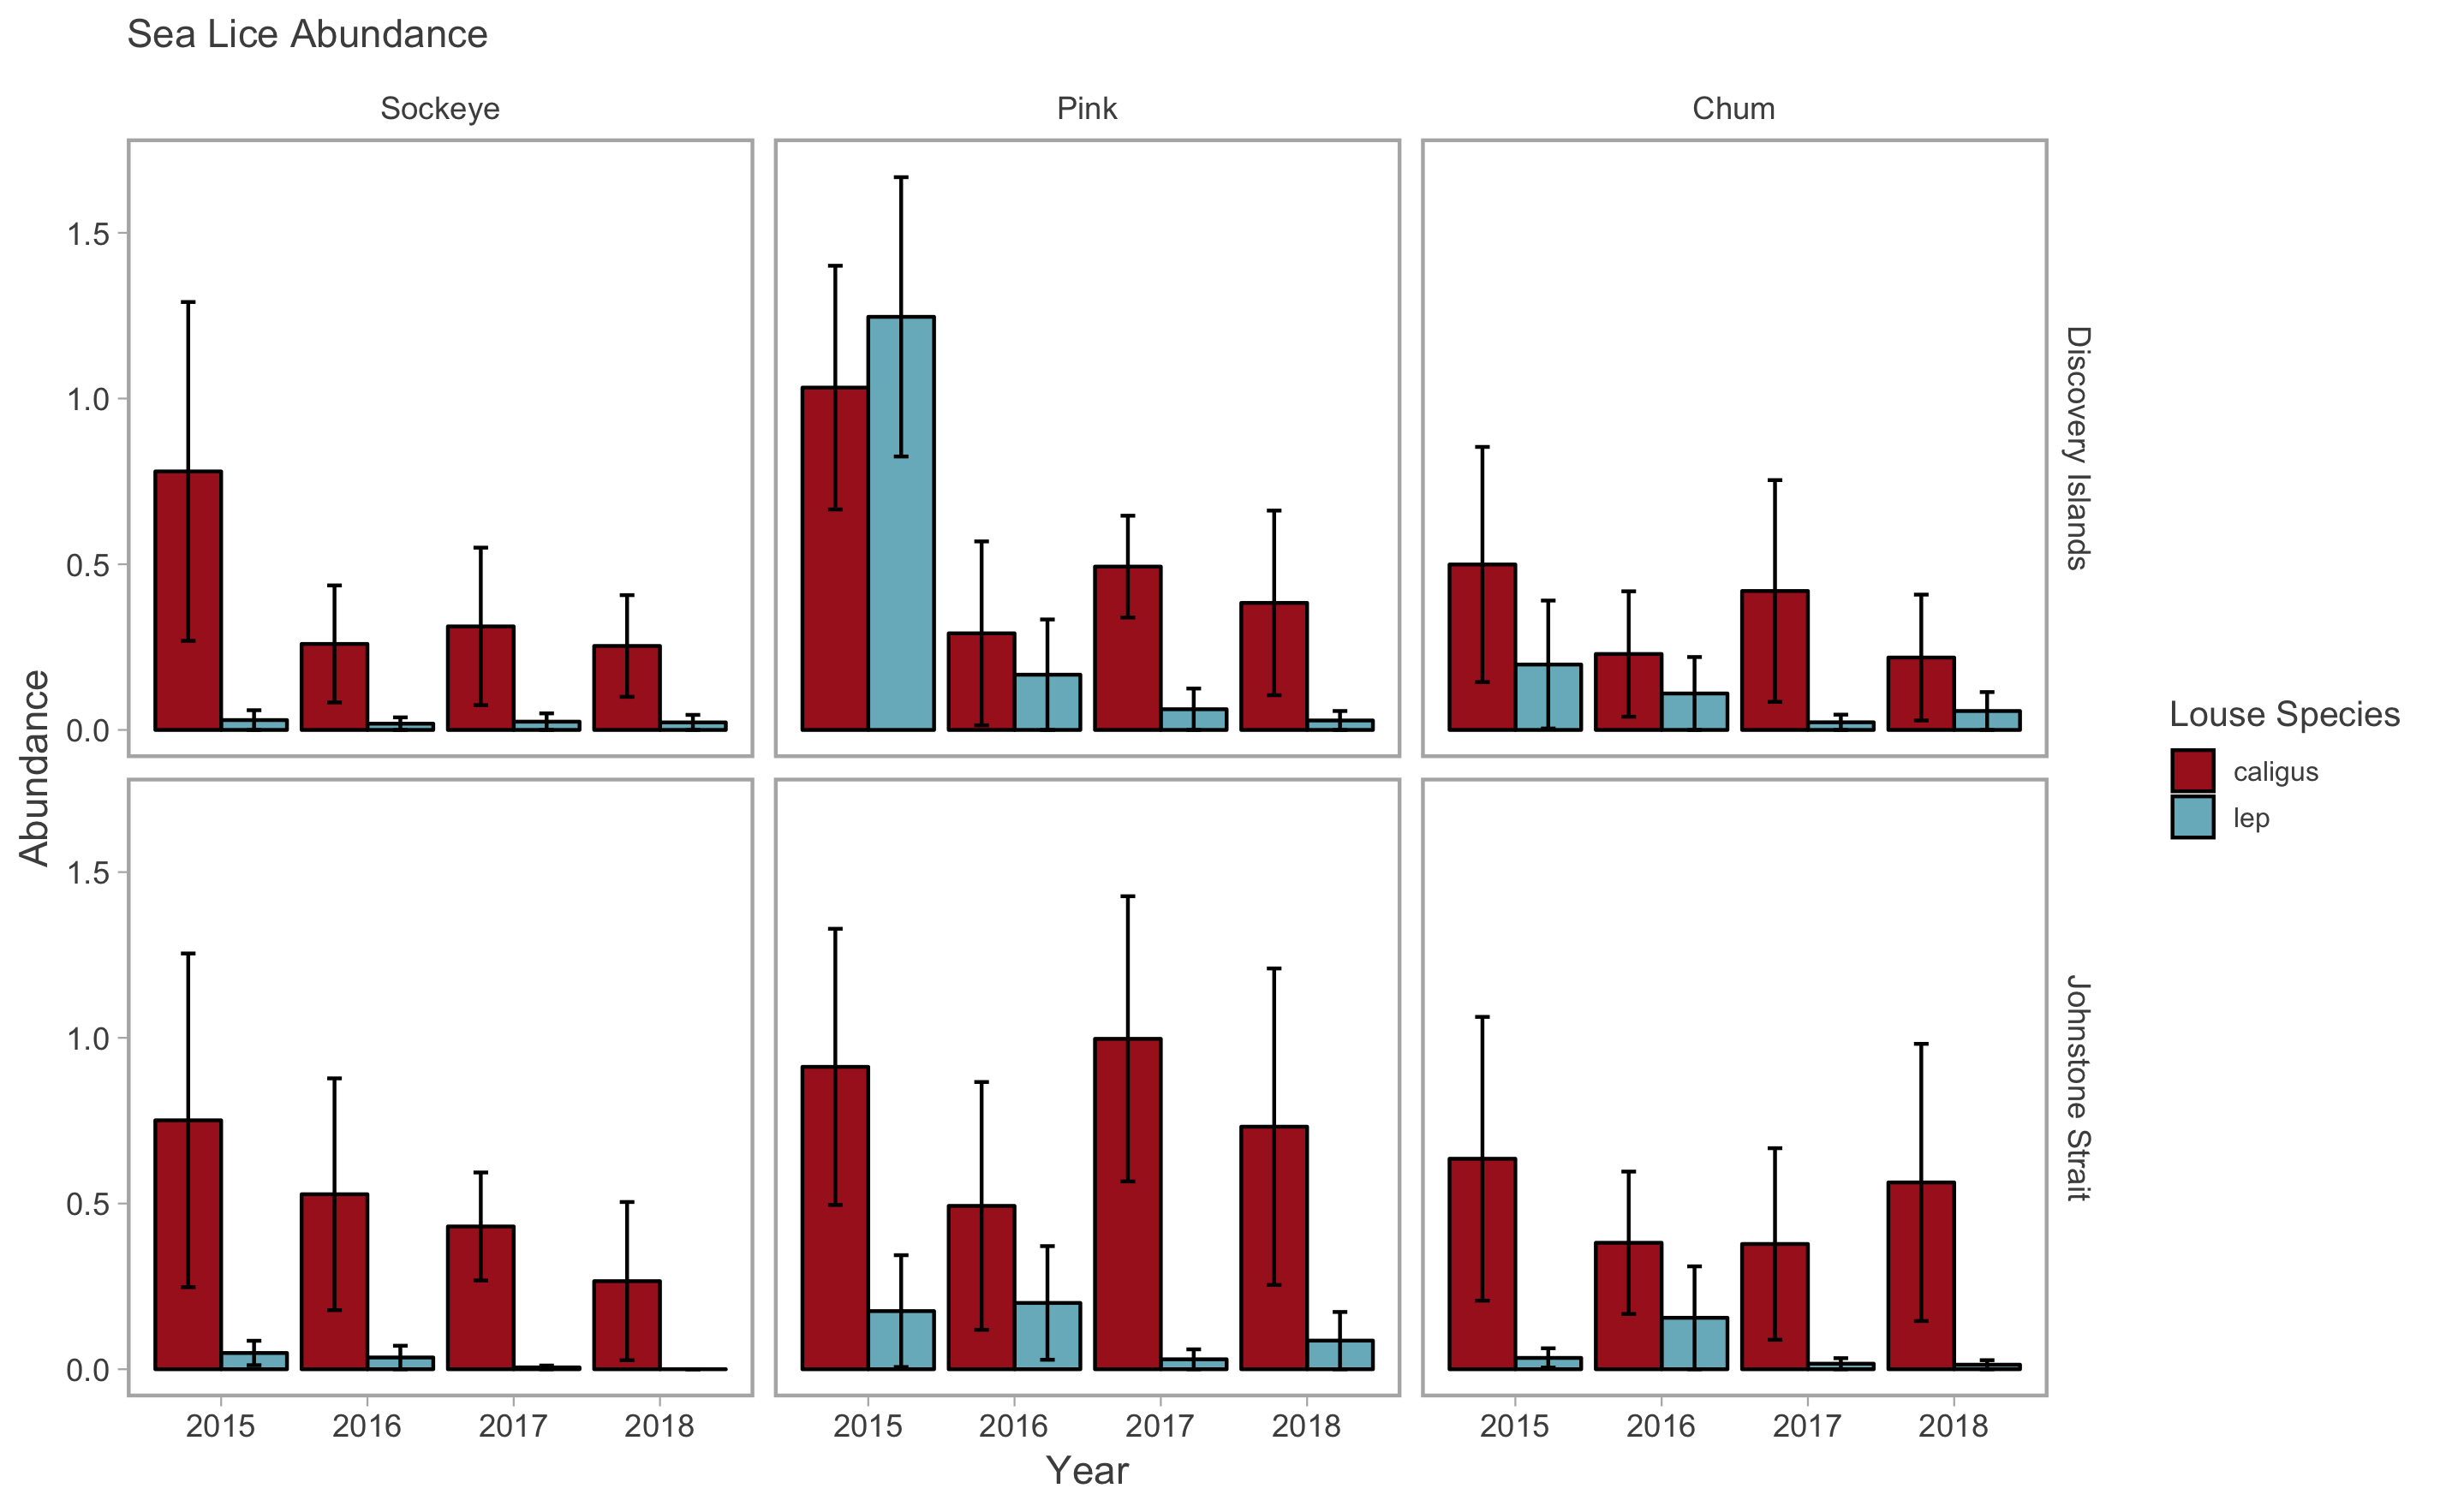 Sea Lice Abundance
Sockeye
Pink
Chum
1.5
1.0
0.5
0.0
Discovery Islands
Abundance
1.5
1.0
0.5
0.0
Johnstone Strait
2015 2016 2017 2018
2015 2016 2017 2018
2015 2016 2017 2018
Year
Louse Species
caligus
lep